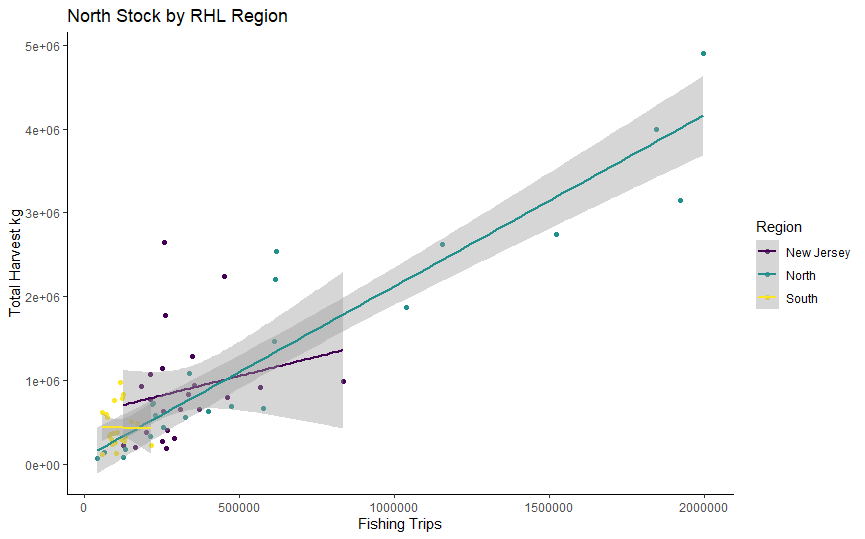 North Stock by RHL Region
5e+06
4e+06
3e+06
2e+06
1e+06
0e+00
Total Harvest kg
0
500000
1000000
1500000
2000000
Fishing Trips
Region
New Jersey
North
South